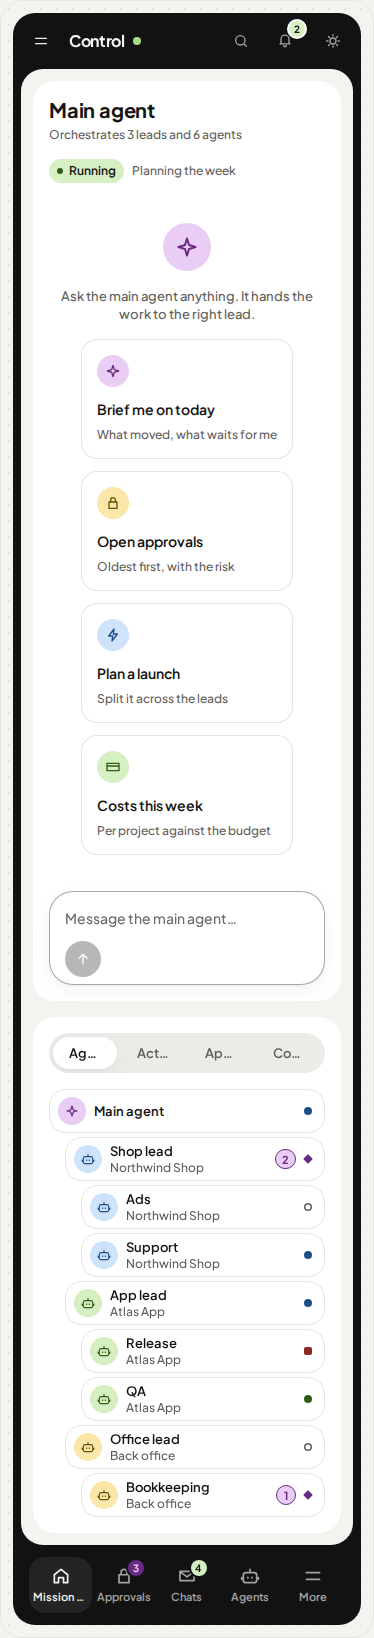 Control
2
Main agent
Orchestrates 3 leads and 6 agents
Running
Planning the week
Ask the main agent anything. It hands the
work to the right lead.
Brief me on today
What moved, what waits for me
Open approvals
Oldest first, with the risk
Plan a launch
Split it across the leads
Costs this week
Per project against the budget
Message the main agent…
Ag…
Act…
Ap…
Co…
Main agent
Shop lead
Northwind Shop
2
Ads
Northwind Shop
Support
Northwind Shop
App lead
Atlas App
Release
Atlas App
QA
Atlas App
Office lead
Back office
Bookkeeping
Back office
1
3
4
Mission …
Approvals
Chats
Agents
More